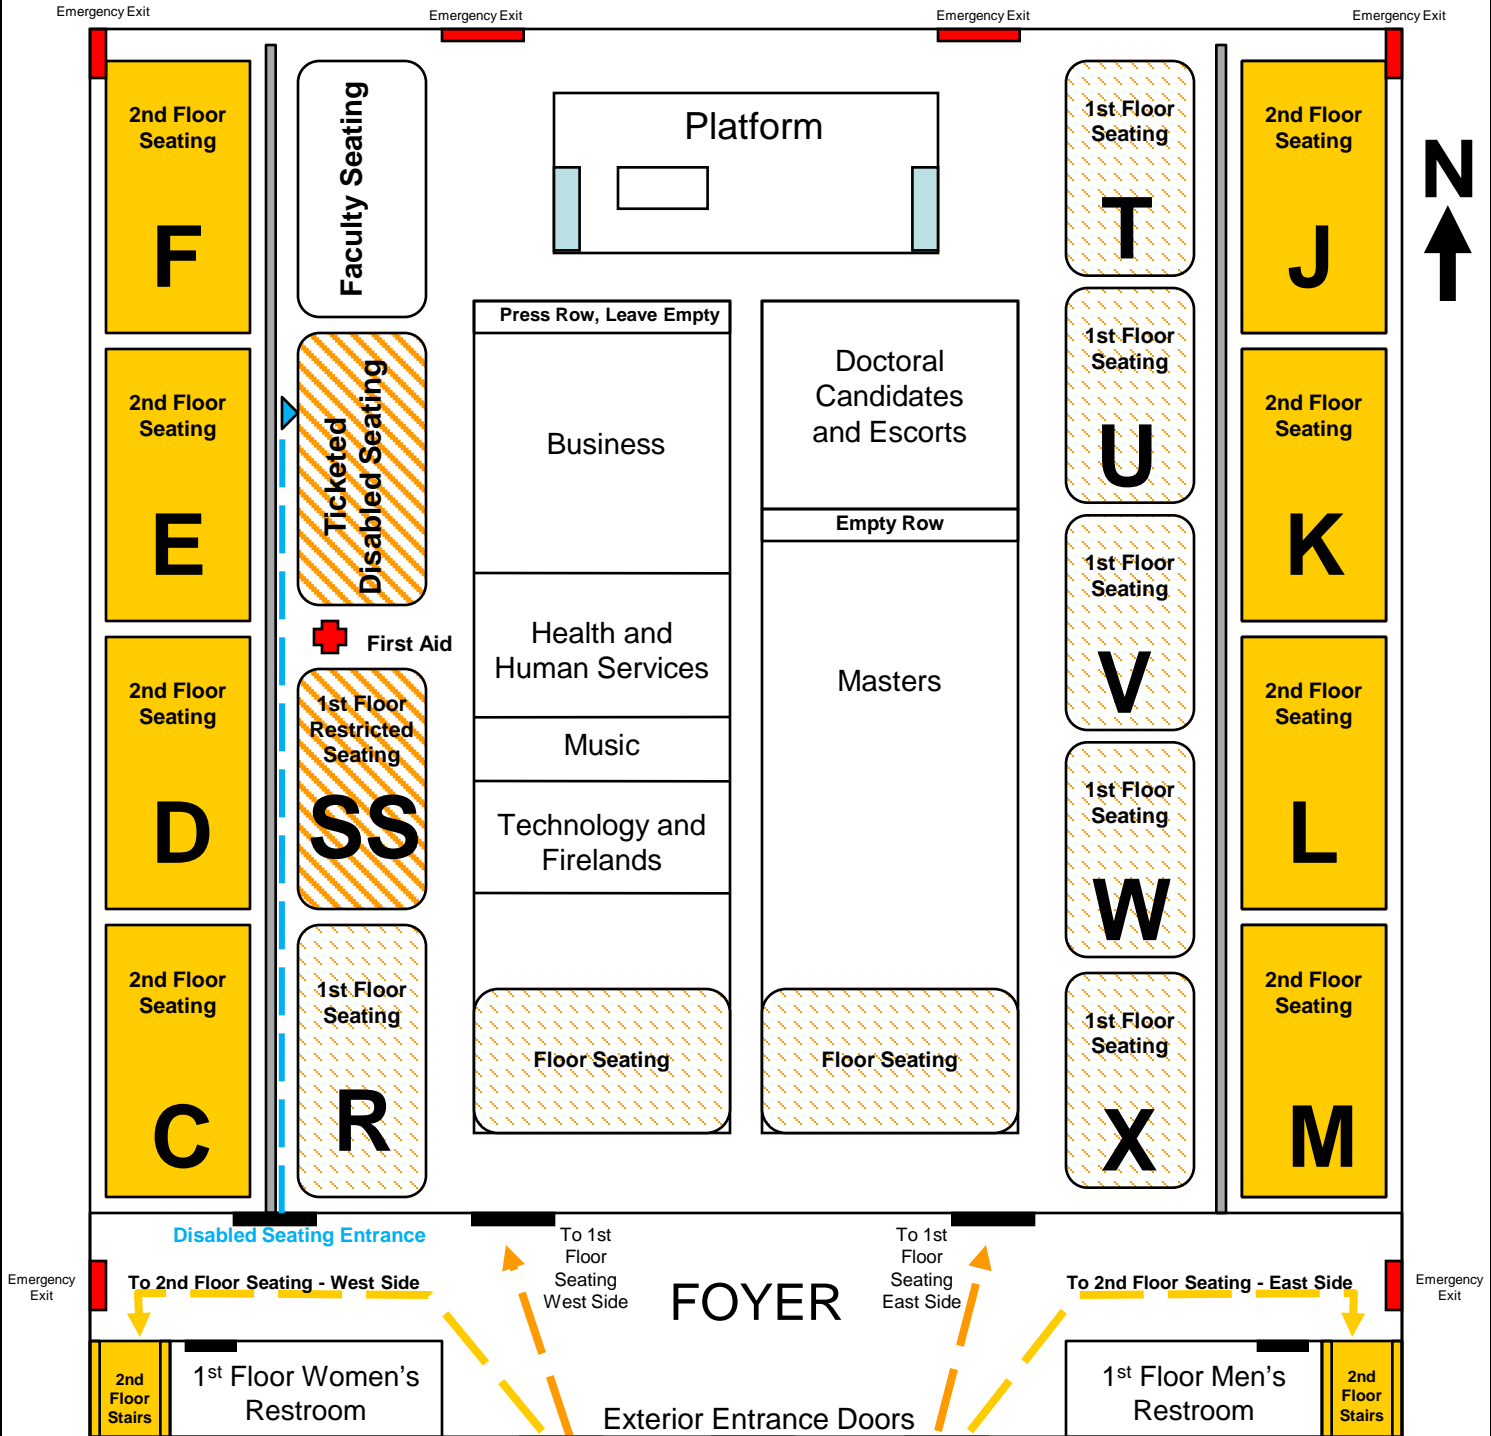 Emergency Exit
Emergency Exit
Emergency Exit
Emergency Exit
2nd Floor
Seating
F
Faculty Seating
Platform
1st Floor
Seating
T
2nd Floor
Seating
J
N
2nd Floor
Seating
E
Ticketed
Disabled Seating
Press Row, Leave Empty
Business
Doctoral
Candidates
and Escorts
Empty Row
1st Floor
Seating
U
2nd Floor
Seating
K
First Aid
Health and
Human Services
Music
Technology and
Firelands
Masters
1st Floor
Seating
V
2nd Floor
Seating
D
1st Floor
Restricted
Seating
SS
1st Floor
Seating
W
2nd Floor
Seating
L
2nd Floor
Seating
C
1st Floor
Seating
R
Floor Seating
Floor Seating
1st Floor
Seating
X
2nd Floor
Seating
M
Disabled Seating Entrance
To 1st
Floor
Seating
West Side
To 1st
Floor
Seating
East Side
Emergency
Exit
To 2nd Floor Seating - West Side
FOYER
To 2nd Floor Seating - East Side
Emergency
Exit
2nd
Floor
Stairs
1st Floor Women's
Restroom
Exterior Entrance Doors
1st Floor Men's
Restroom
2nd
Floor
Stairs